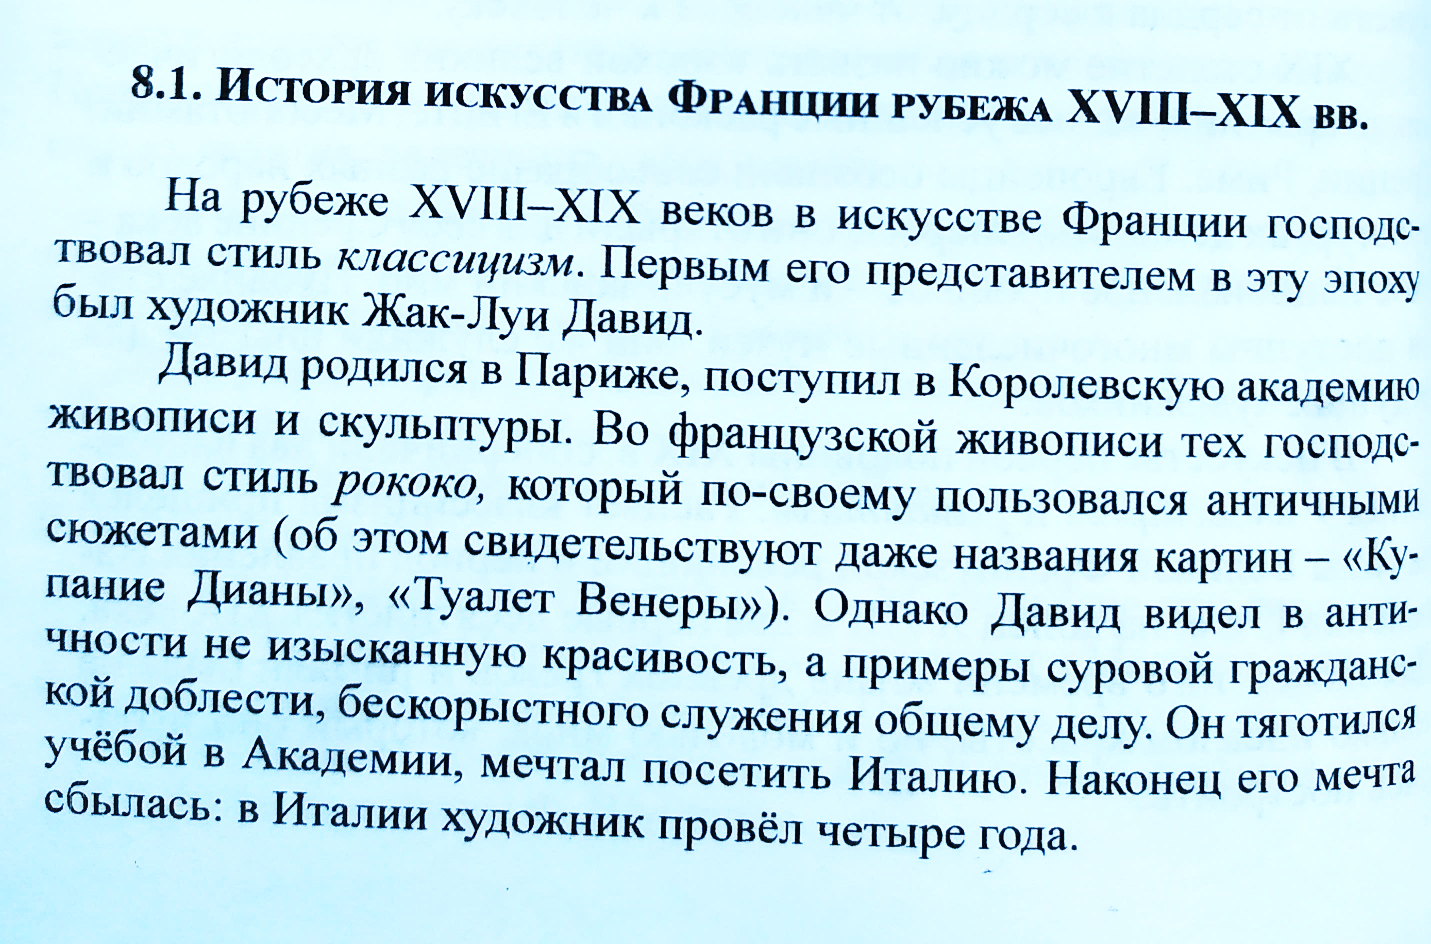 8.1. История искусства Франции рубежа XVIII–XIX вв.
На рубеже XVIII–XIX веков в искусстве Франции господс-
твовал стиль классицизм. Первым его представителем в эту эпоху
был художник Жак-Луи Давид.
Давид родился в Париже, поступил в Королевскую академию
живописи и скульптуры. Во французской живописи тех господс-
твовал стиль рококо, который по-своему пользовался античными
сюжетами (об этом свидетельствуют даже названия картин – «Ку-
пание Дианы», «Туалет Венеры»). Однако Давид видел в анти-
чности не изысканную красивость, а примеры суровой гражданс-
кой доблести, бескорыстного служения общему делу. Он тяготился
учёбой в Академии, мечтал посетить Италию. Наконец его мечта
сбылась: в Италии художник провёл четыре года.